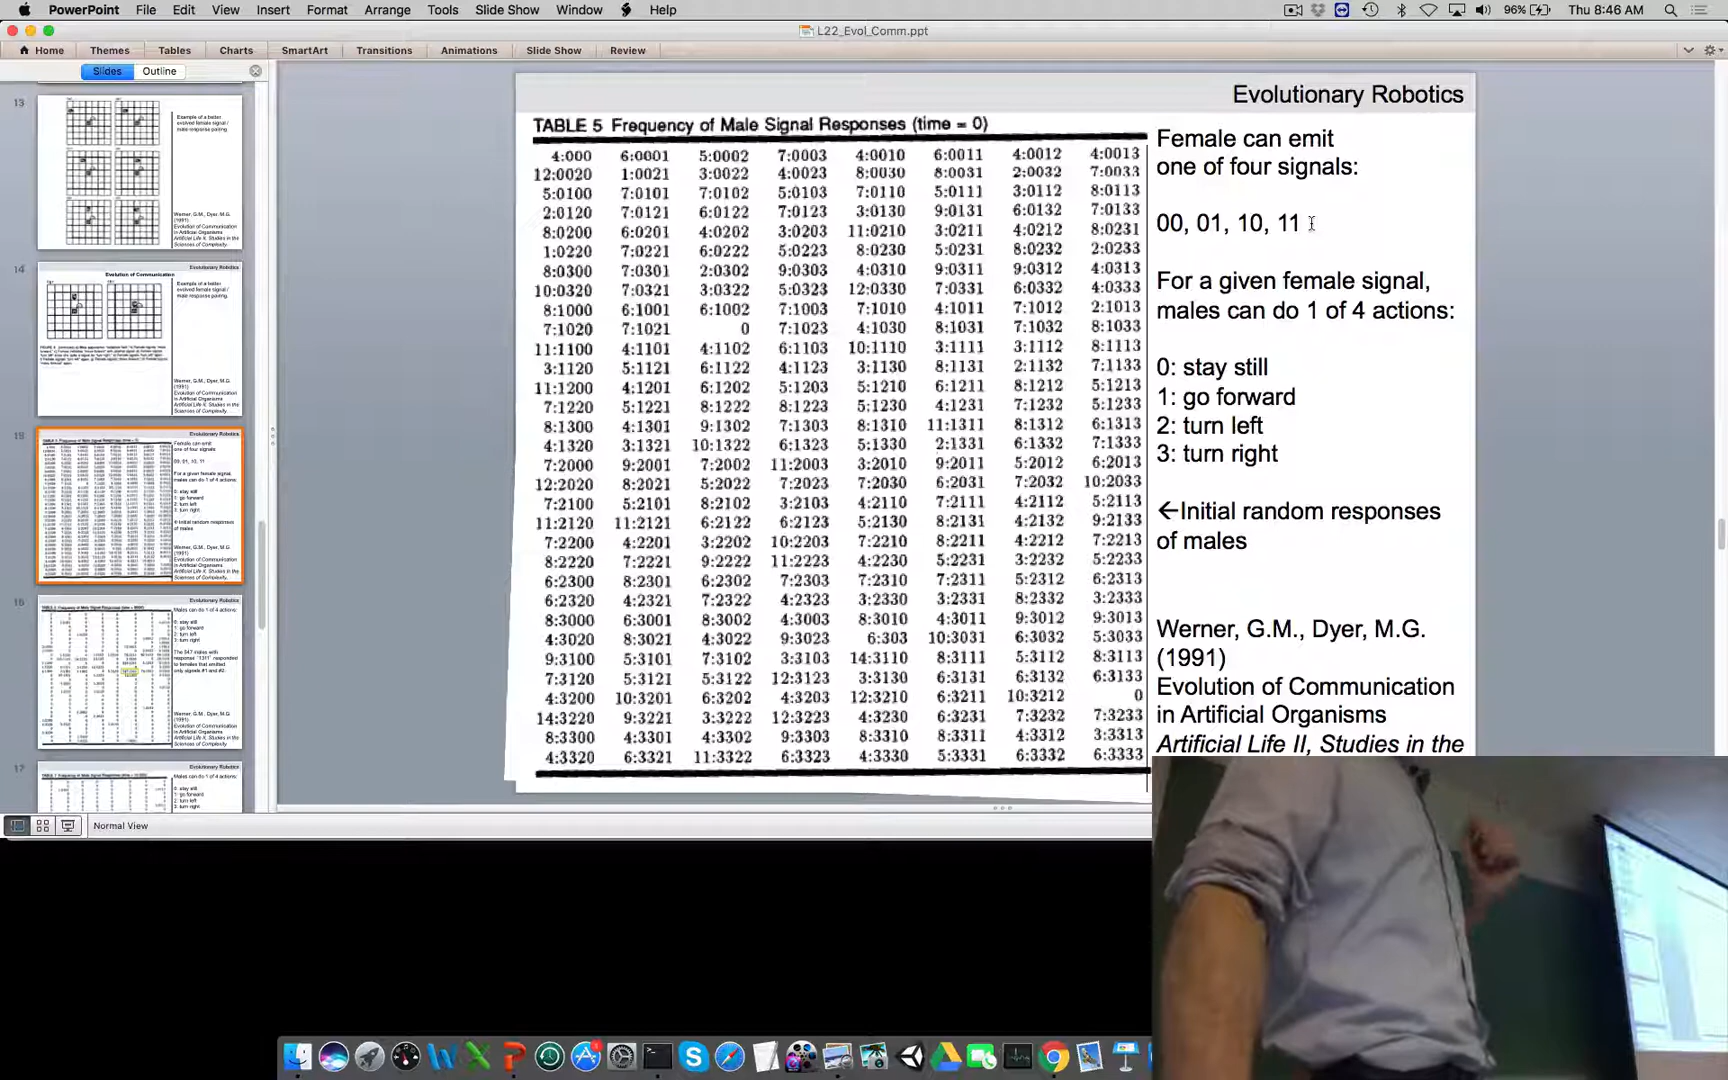 PowerPoint File Edit View Insert Format Arrange Tools Slide Show Window Help 96% Thu 8:46 AM
L22_Evol_Comm.ppt
Home Themes Tables Charts SmartArt Transitions Animations Slide Show Review
Slides Outline
13
14
16
17
Evolutionary Robotics
TABLE 5 Frequency of Male Signal Responses (time = 0)
4:000 6:0001 5:0002 7:0003 4:0010 6:0011 4:0012 4:0013
12:0020 1:0021 3:0022 4:0023 8:0030 8:0031 2:0032 7:0033
5:0100 7:0101 7:0102 5:0103 7:0110 5:0111 3:0112 8:0113
2:0120 7:0121 6:0122 7:0123 3:0130 9:0131 6:0132 7:0133
8:0200 6:0201 4:0202 3:0203 11:0210 3:0211 4:0212 8:0231
1:0220 7:0221 6:0222 5:0223 8:0230 5:0231 8:0232 2:0233
8:0300 7:0301 2:0302 9:0303 4:0310 9:0311 9:0312 4:0313
10:0320 7:0321 3:0322 5:0323 12:0330 7:0331 6:0332 4:0333
8:1000 6:1001 6:1002 7:1003 7:1010 4:1011 7:1012 2:1013
7:1020 7:1021 0 7:1023 4:1030 8:1031 7:1032 8:1033
11:1100 4:1101 4:1102 6:1103 10:1110 3:1111 3:1112 8:1113
3:1120 5:1121 6:1122 4:1123 3:1130 8:1131 2:1132 7:1133
11:1200 4:1201 6:1202 5:1203 5:1210 6:1211 8:1212 5:1213
7:1220 5:1221 8:1222 8:1223 5:1230 4:1231 7:1232 5:1233
8:1300 4:1301 9:1302 7:1303 8:1310 11:1311 8:1312 6:1313
4:1320 3:1321 10:1322 6:1323 5:1330 2:1331 6:1332 7:1333
7:2000 9:2001 7:2002 11:2003 3:2010 9:2011 5:2012 6:2013
12:2020 8:2021 5:2022 7:2023 7:2030 6:2031 7:2032 10:2033
7:2100 5:2101 8:2102 3:2103 4:2110 7:2111 4:2112 5:2113
11:2120 11:2121 6:2122 6:2123 5:2130 8:2131 4:2132 9:2133
7:2200 4:2201 3:2202 10:2203 7:2210 8:2211 4:2212 7:2213
8:2220 7:2221 9:2222 11:2223 4:2230 5:2231 3:2232 5:2233
6:2300 8:2301 6:2302 7:2303 7:2310 7:2311 5:2312 6:2313
6:2320 4:2321 7:2322 4:2323 3:2330 3:2331 8:2332 3:2333
8:3000 6:3001 8:3002 4:3003 8:3010 4:3011 9:3012 9:3013
4:3020 8:3021 4:3022 9:3023 6:303 10:3031 6:3032 5:3033
9:3100 5:3101 7:3102 3:3103 14:3110 8:3111 5:3112 8:3113
7:3120 5:3121 5:3122 12:3123 3:3130 6:3131 6:3132 6:3133
4:3200 10:3201 6:3202 4:3203 12:3210 6:3211 10:3212 0
14:3220 9:3221 3:3222 12:3223 4:3230 6:3231 7:3232 7:3233
8:3300 4:3301 4:3302 9:3303 8:3310 8:3311 4:3312 3:3313
4:3320 6:3321 11:3322 6:3323 4:3330 5:3331 6:3332 6:3333
Female can emit
one of four signals:
00, 01, 10, 11
For a given female signal,
males can do 1 of 4 actions:
0: stay still
1: go forward
2: turn left
3: turn right
←Initial random responses
of males
Werner, G.M., Dyer, M.G.
(1991)
Evolution of Communication
in Artificial Organisms
Artificial Life II, Studies in the
Normal View